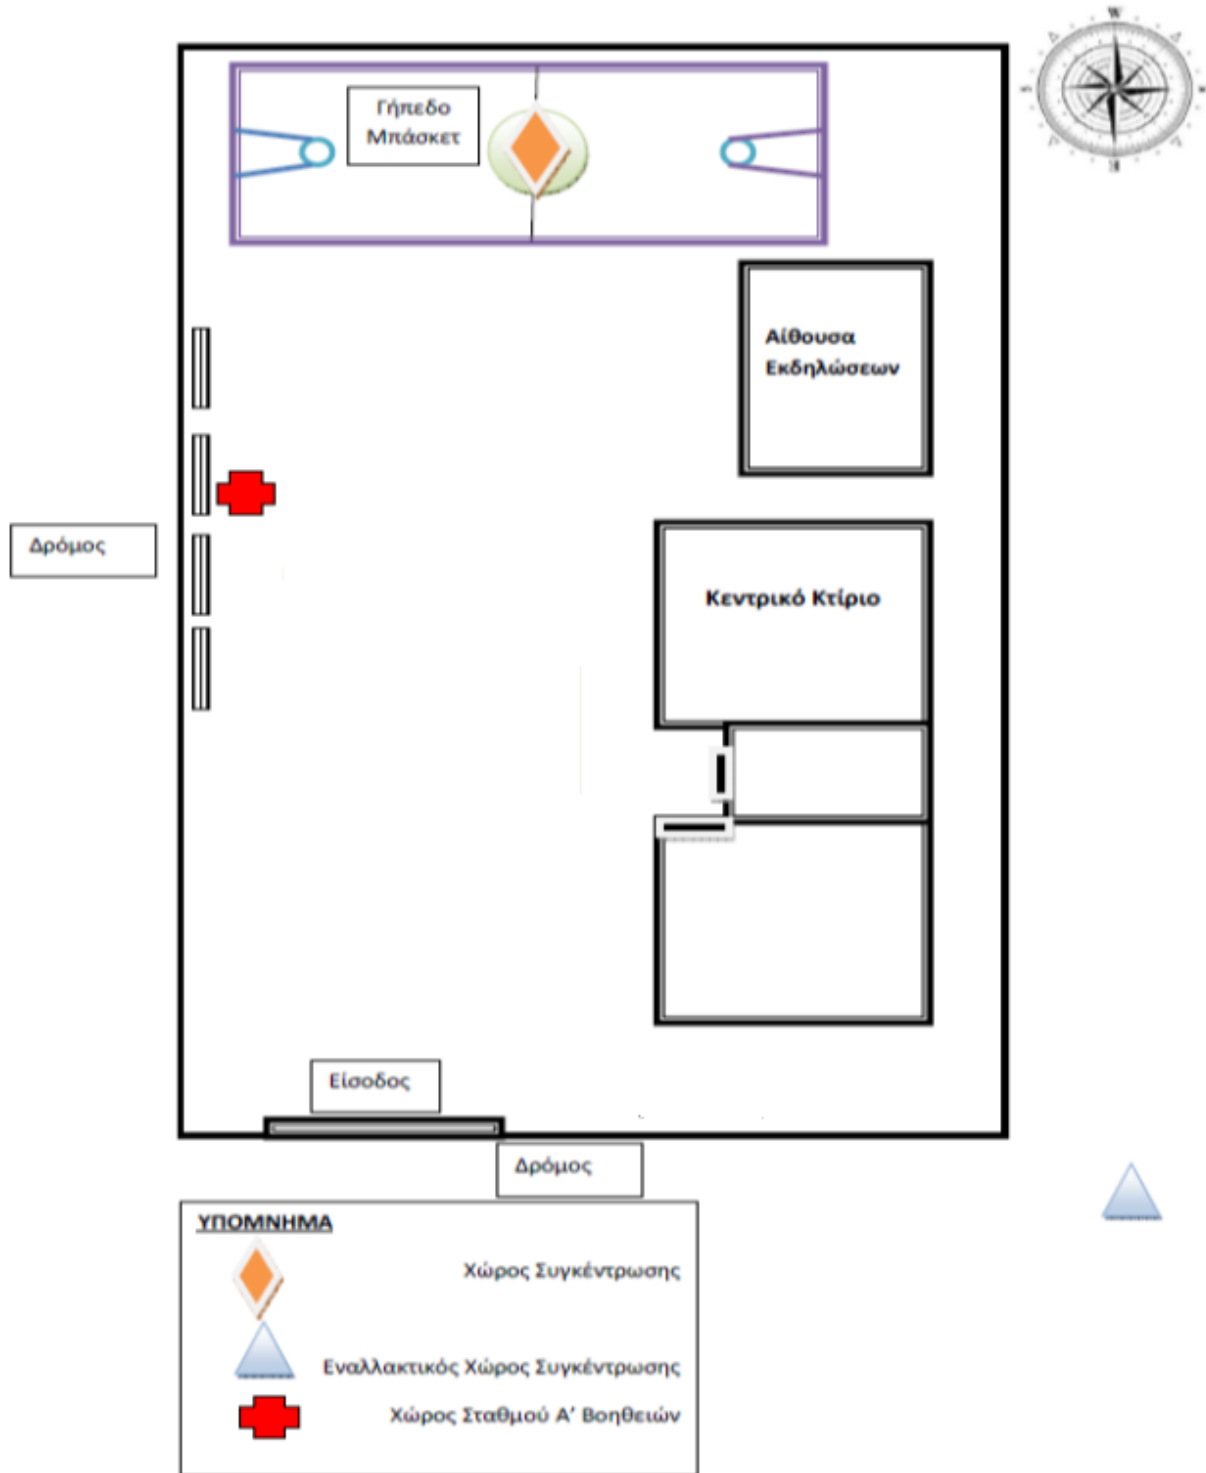 W
Γήπεδο
Μπάσκετ
S
E
Αίθουσα
Εκδηλώσεων
Δρόμος
Κεντρικό Κτίριο
Είσοδος
Δρόμος
ΥΠΟΜΝΗΜΑ
Χώρος Συγκέντρωσης
Εναλλακτικός Χώρος Συγκέντρωσης
Χώρος Σταθμού Α’ Βοηθειών